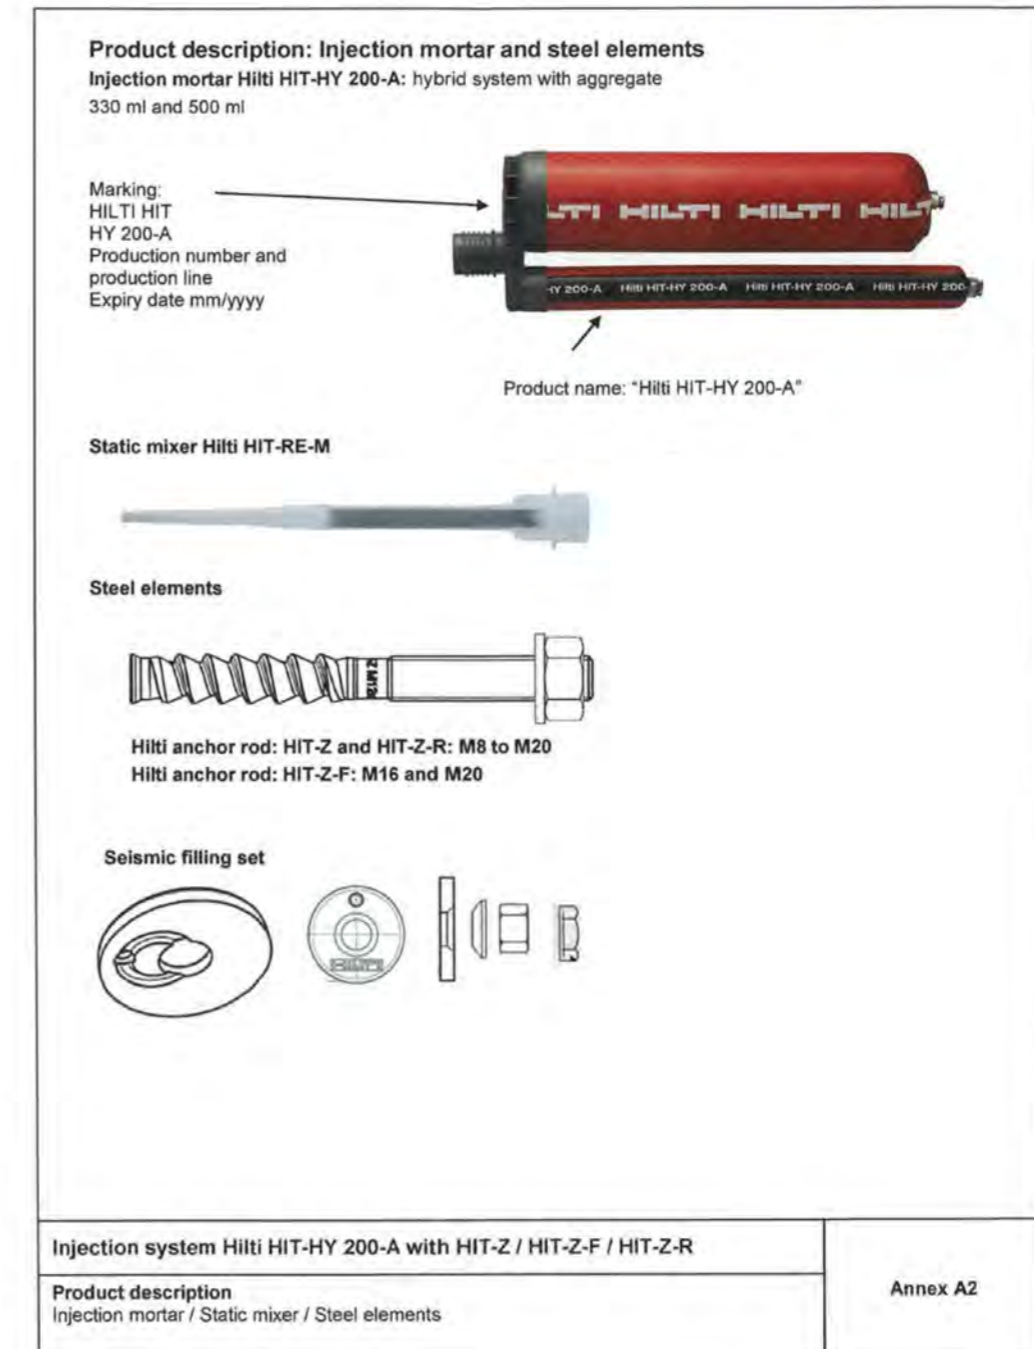 Product description: Injection mortar and steel elements
Injection mortar Hilti HIT-HY 200-A: hybrid system with aggregate
330 ml and 500 ml
Marking:
HILTI HIT
HY 200-A
Production number and
production line
Expiry date mm/yyyy
LTI HILTI HILTI HILT
HY 200-A Hilti HIT-HY 200-A Hilti HIT-HY 200-A Hilti HIT-HY 200-
Product name: "Hilti HIT-HY 200-A"
Static mixer Hilti HIT-RE-M
Steel elements
Hilti anchor rod: HIT-Z and HIT-Z-R: M8 to M20
Hilti anchor rod: HIT-Z-F: M16 and M20
Seismic filling set
HILTI
Injection system Hilti HIT-HY 200-A with HIT-Z / HIT-Z-F / HIT-Z-R
Product description
Injection mortar / Static mixer / Steel elements
Annex A2